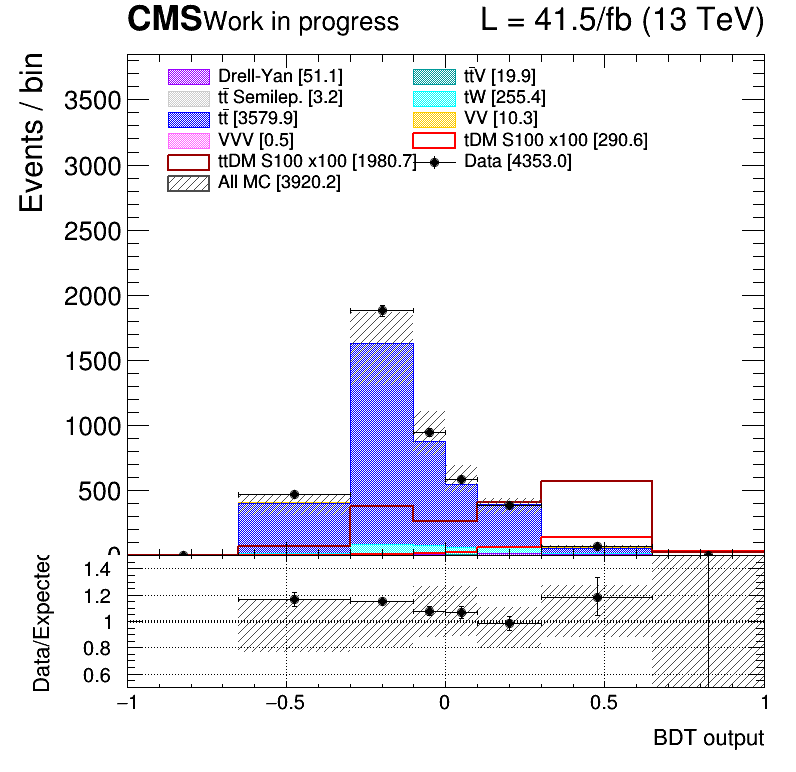 CMS Work in progress L = 41.5/fb (13 TeV)
Events / bin
Drell-Yan [51.1] tt̄V [19.9]
tt̄ Semilep. [3.2] tW [255.4]
tt̄ [3579.9] VV [10.3]
VVV [0.5] tDM S100 x100 [290.6]
ttDM S100 x100 [1980.7] Data [4353.0]
All MC [3920.2]
3500
3000
2500
2000
1500
1000
500
0
Data/Expected
1.4
1.2
1
0.8
0.6
−1 −0.5 0 0.5 1
BDT output